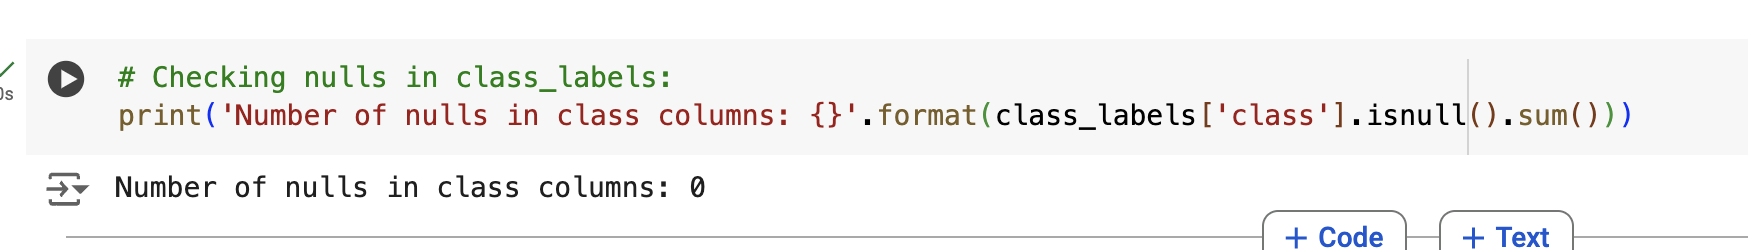 # Checking nulls in class_labels:
print('Number of nulls in class columns: {}'.format(class_labels['class'].isnull().sum()))
0s
Number of nulls in class columns: 0
+ Code + Text